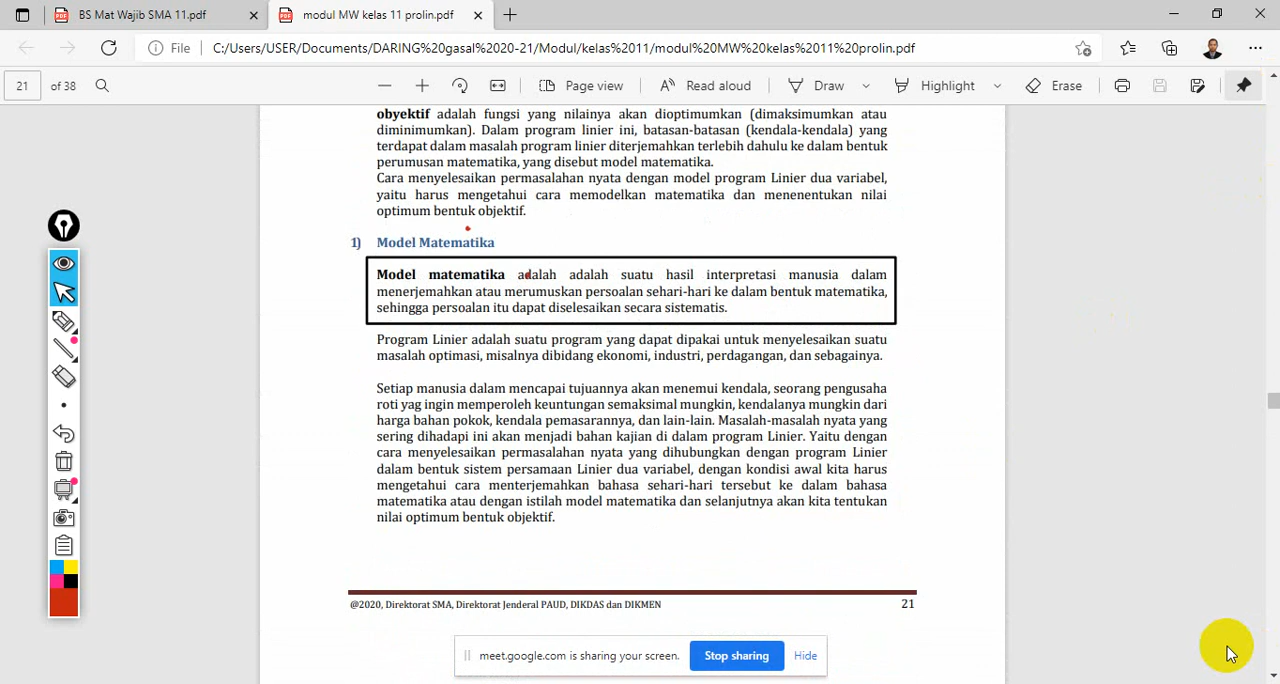 BS Mat Wajib SMA 11.pdf
modul MW kelas 11 prolin.pdf
File
C:/Users/USER/Documents/DARING%20gasal%202020-21/Modul/kelas%2011/modul%20MW%20kelas%2011%20prolin.pdf
21 of 38
Page view
Read aloud
Draw
Highlight
Erase
obyektif adalah fungsi yang nilainya akan dioptimumkan (dimaksimumkan atau
diminimumkan). Dalam program linier ini, batasan-batasan (kendala-kendala) yang
terdapat dalam masalah program linier diterjemahkan terlebih dahulu ke dalam bentuk
perumusan matematika, yang disebut model matematika.
Cara menyelesaikan permasalahan nyata dengan model program Linier dua variabel,
yaitu harus mengetahui cara memodelkan matematika dan menenentukan nilai
optimum bentuk objektif.
1) Model Matematika
Model matematika adalah adalah suatu hasil interpretasi manusia dalam
menerjemahkan atau merumuskan persoalan sehari-hari ke dalam bentuk matematika,
sehingga persoalan itu dapat diselesaikan secara sistematis.
Program Linier adalah suatu program yang dapat dipakai untuk menyelesaikan suatu
masalah optimasi, misalnya dibidang ekonomi, industri, perdagangan, dan sebagainya.
Setiap manusia dalam mencapai tujuannya akan menemui kendala, seorang pengusaha
roti yag ingin memperoleh keuntungan semaksimal mungkin, kendalanya mungkin dari
harga bahan pokok, kendala pemasarannya, dan lain-lain. Masalah-masalah nyata yang
sering dihadapi ini akan menjadi bahan kajian di dalam program Linier. Yaitu dengan
cara menyelesaikan permasalahan nyata yang dihubungkan dengan program Linier
dalam bentuk sistem persamaan Linier dua variabel, dengan kondisi awal kita harus
mengetahui cara menterjemahkan bahasa sehari-hari tersebut ke dalam bahasa
matematika atau dengan istilah model matematika dan selanjutnya akan kita tentukan
nilai optimum bentuk objektif.
@2020, Direktorat SMA, Direktorat Jenderal PAUD, DIKDAS dan DIKMEN
21
meet.google.com is sharing your screen.
Stop sharing
Hide